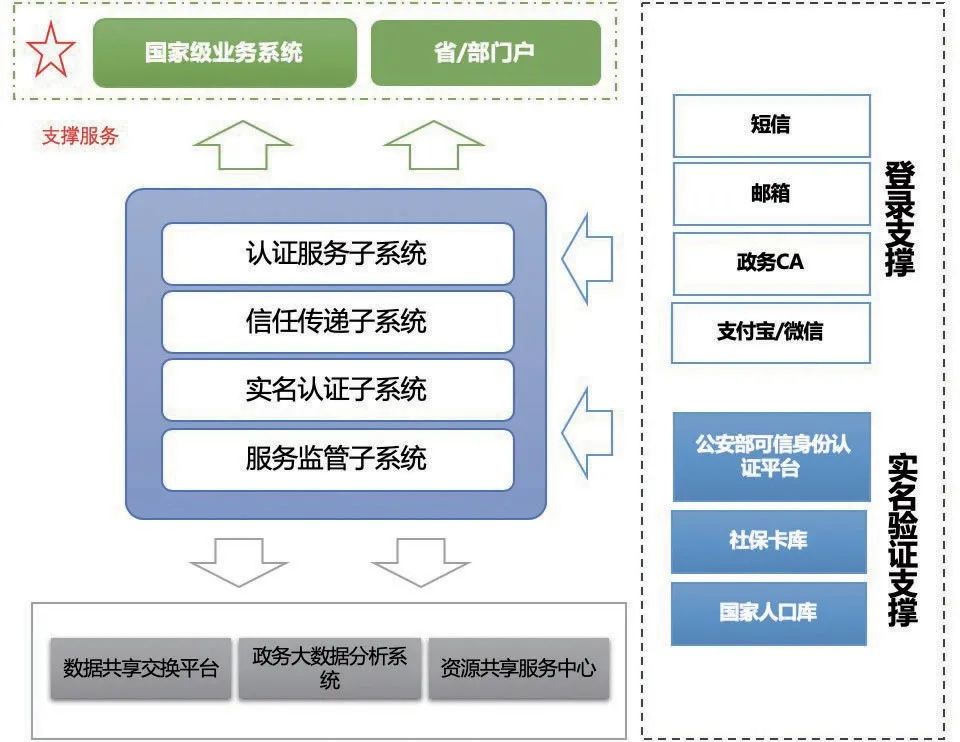 国家级业务系统
省/部门户
支撑服务
认证服务子系统
信任传递子系统
实名认证子系统
服务监管子系统
数据共享交换平台
政务大数据分析系
统
资源共享服务中心
短信
邮箱
政务CA
支付宝/微信
登录支撑
公安部可信身份认
证平台
社保卡库
国家人口库
实名验证支撑